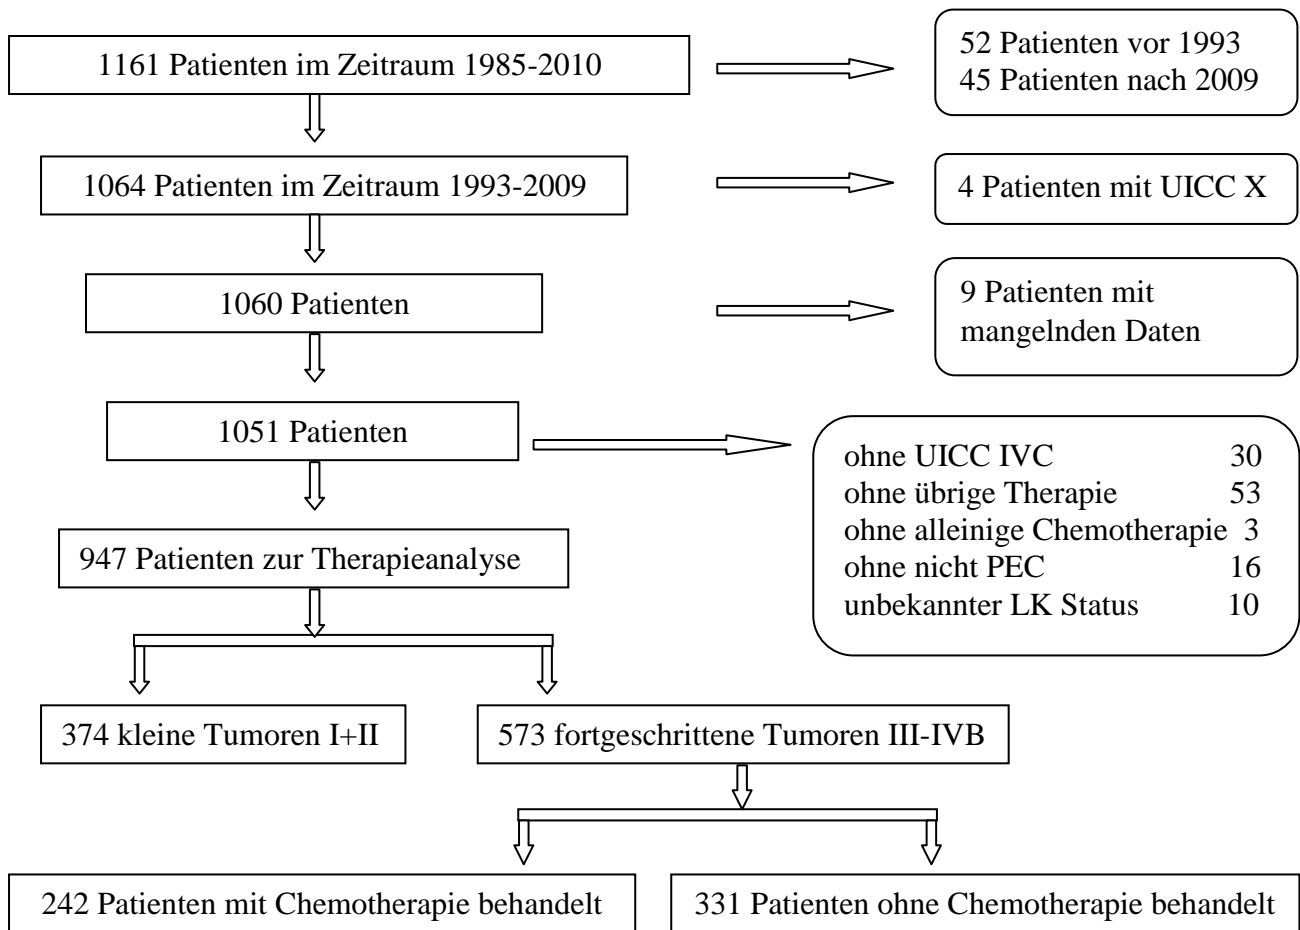 1161 Patienten im Zeitraum 1985-2010
52 Patienten vor 1993
45 Patienten nach 2009
1064 Patienten im Zeitraum 1993-2009
4 Patienten mit UICC X
1060 Patienten
9 Patienten mit
mangelnden Daten
1051 Patienten
ohne UICC IVC 30
ohne übrige Therapie 53
ohne alleinige Chemotherapie 3
ohne nicht PEC 16
unbekannter LK Status 10
947 Patienten zur Therapieanalyse
374 kleine Tumoren I+II
573 fortgeschrittene Tumoren III-IVB
242 Patienten mit Chemotherapie behandelt
331 Patienten ohne Chemotherapie behandelt